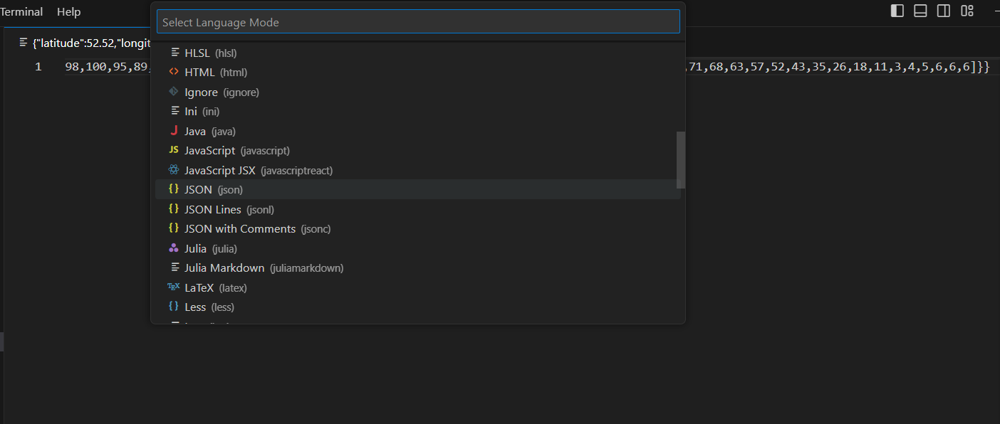 Terminal Help
Select Language Mode
{"latitude":52.52,"longit
1 98,100,95,89, ,71,68,63,57,52,43,35,26,18,11,3,4,5,6,6,6]}}
HLSL (hlsl)
HTML (html)
Ignore (ignore)
Ini (ini)
J Java (java)
JS JavaScript (javascript)
JavaScript JSX (javascriptreact)
{} JSON (json)
{} JSON Lines (jsonl)
{} JSON with Comments (jsonc)
Julia (julia)
Julia Markdown (juliamarkdown)
TEX LaTeX (latex)
{} Less (less)